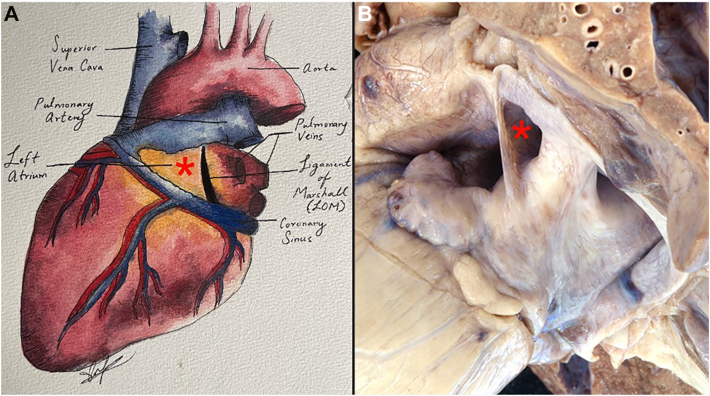 A
Superior
Vena Cava
Aorta
Pulmonary
Artery
Pulmonary
Veins
Left
Atrium
Ligament
of
Marshall
(LOM)
Coronary
Sinus
*
B
*